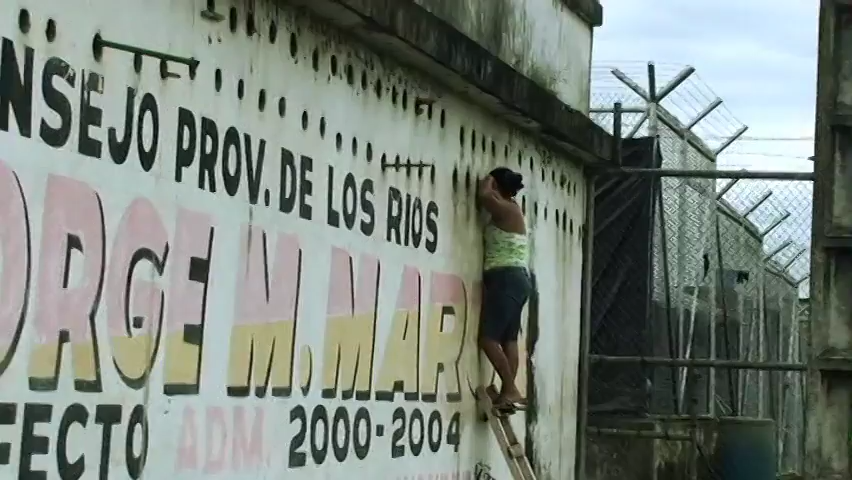 NSEJO PROV. DE LOS RIOS
ORGE M. MAR
FECTO ADM. 2000-2004